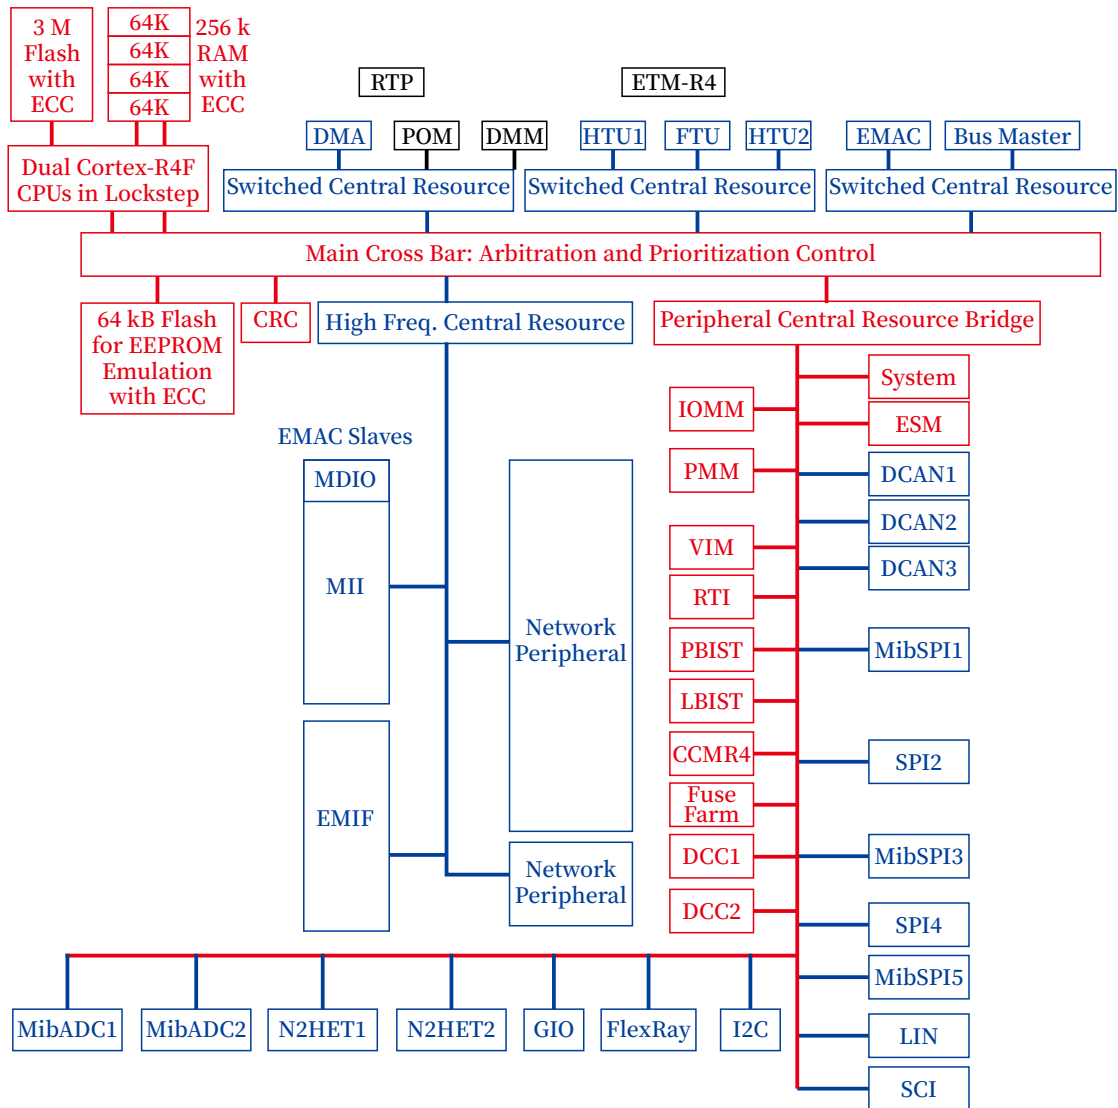 3 M
Flash
with
ECC
64K
64K
64K
64K
256 k
RAM
with
ECC
RTP
ETM-R4
DMA
POM
DMM
HTU1
FTU
HTU2
EMAC
Bus Master
Dual Cortex-R4F
CPUs in Lockstep
Switched Central Resource
Switched Central Resource
Switched Central Resource
Main Cross Bar: Arbitration and Prioritization Control
64 kB Flash
for EEPROM
Emulation
with ECC
CRC
High Freq. Central Resource
Peripheral Central Resource Bridge
EMAC Slaves
MDIO
MII
EMIF
Network
Peripheral
Network
Peripheral
IOMM
PMM
VIM
RTI
PBIST
LBIST
CCMR4
Fuse
Farm
DCC1
DCC2
System
ESM
DCAN1
DCAN2
DCAN3
MibSPI1
SPI2
MibSPI3
SPI4
MibSPI5
LIN
SCI
MibADC1
MibADC2
N2HET1
N2HET2
GIO
FlexRay
I2C